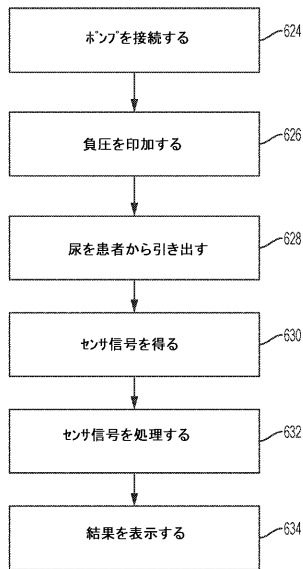 ﾎﾟﾝﾌﾟを接続する
624
負圧を印加する
626
尿を患者から引き出す
628
ｾﾝｻ信号を得る
630
ｾﾝｻ信号を処理する
632
結果を表示する
634